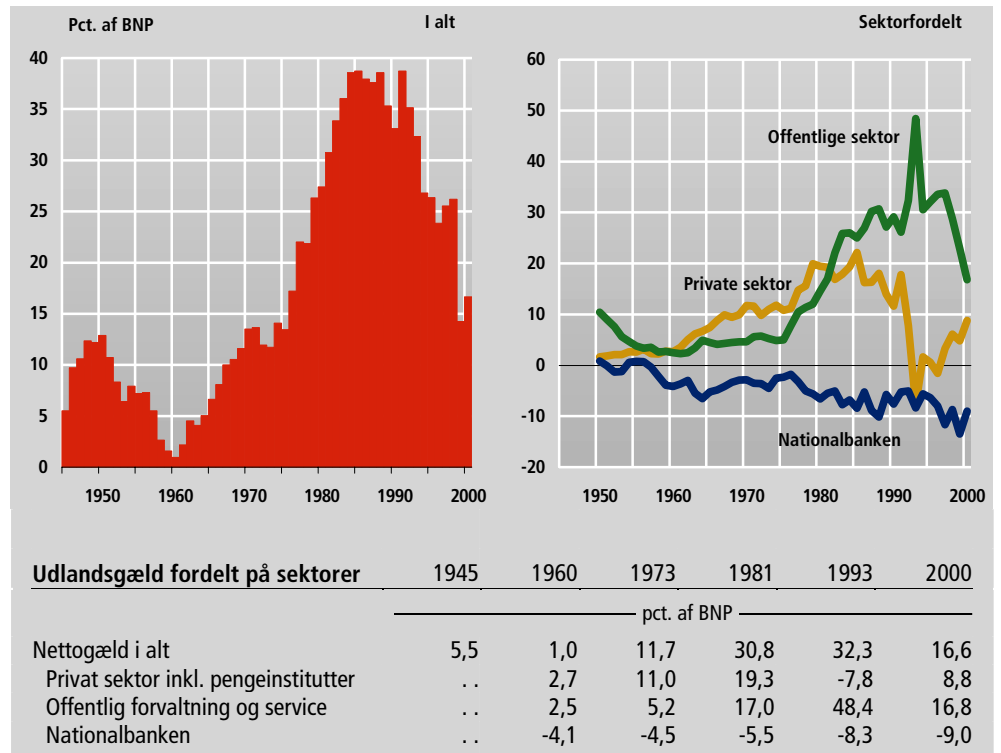 Pct. af BNP I alt
40
35
30
25
20
15
10
5
0
1950 1960 1970 1980 1990 2000
Sektorfordelt
60
50
40
30
20
10
0
-10
-20
Offentlige sektor
Private sektor
Nationalbanken
1950 1960 1970 1980 1990 2000
Udlandsgæld fordelt på sektorer 1945 1960 1973 1981 1993 2000
pct. af BNP
Nettogæld i alt 5,5 1,0 11,7 30,8 32,3 16,6
Privat sektor inkl. pengeinstitutter . . 2,7 11,0 19,3 -7,8 8,8
Offentlig forvaltning og service . . 2,5 5,2 17,0 48,4 16,8
Nationalbanken . . -4,1 -4,5 -5,5 -8,3 -9,0